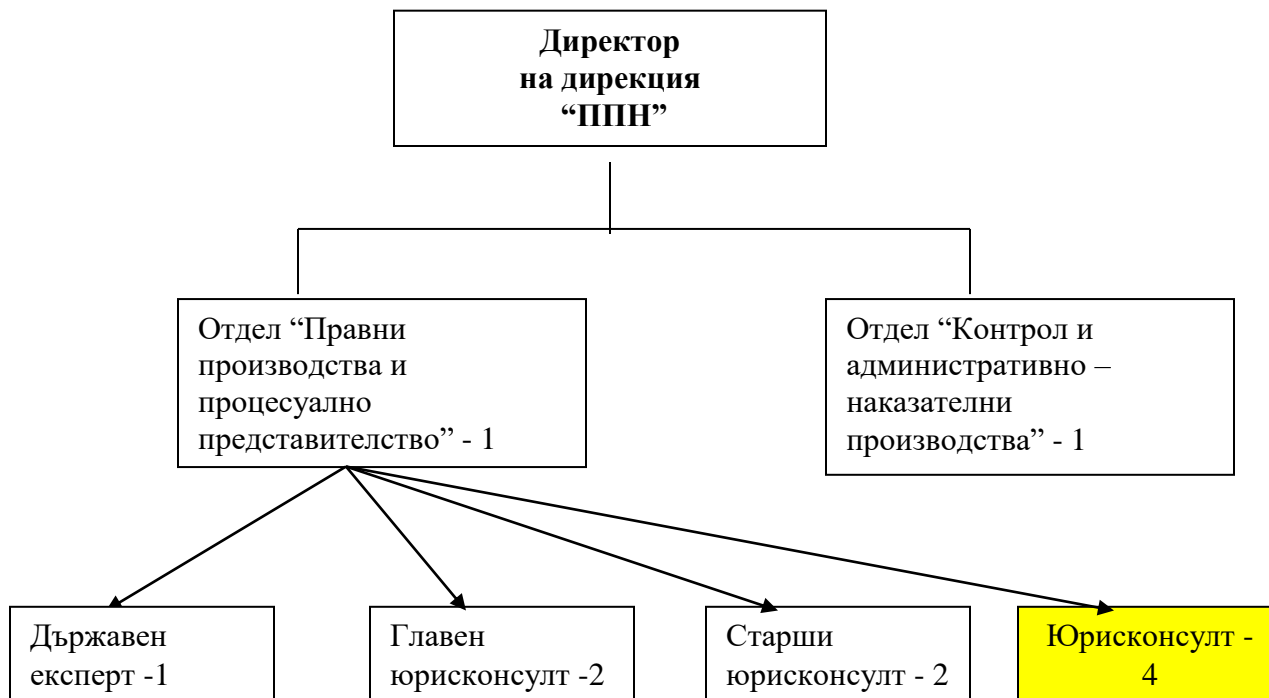 Директор
на дирекция
“ППН”
Отдел “Правни
производства и
процесуално
представителство” - 1
Отдел “Контрол и
административно –
наказателни
производства” - 1
Държавен
експерт -1
Главен
юрисконсулт -2
Старши
юрисконсулт - 2
Юрисконсулт -
4